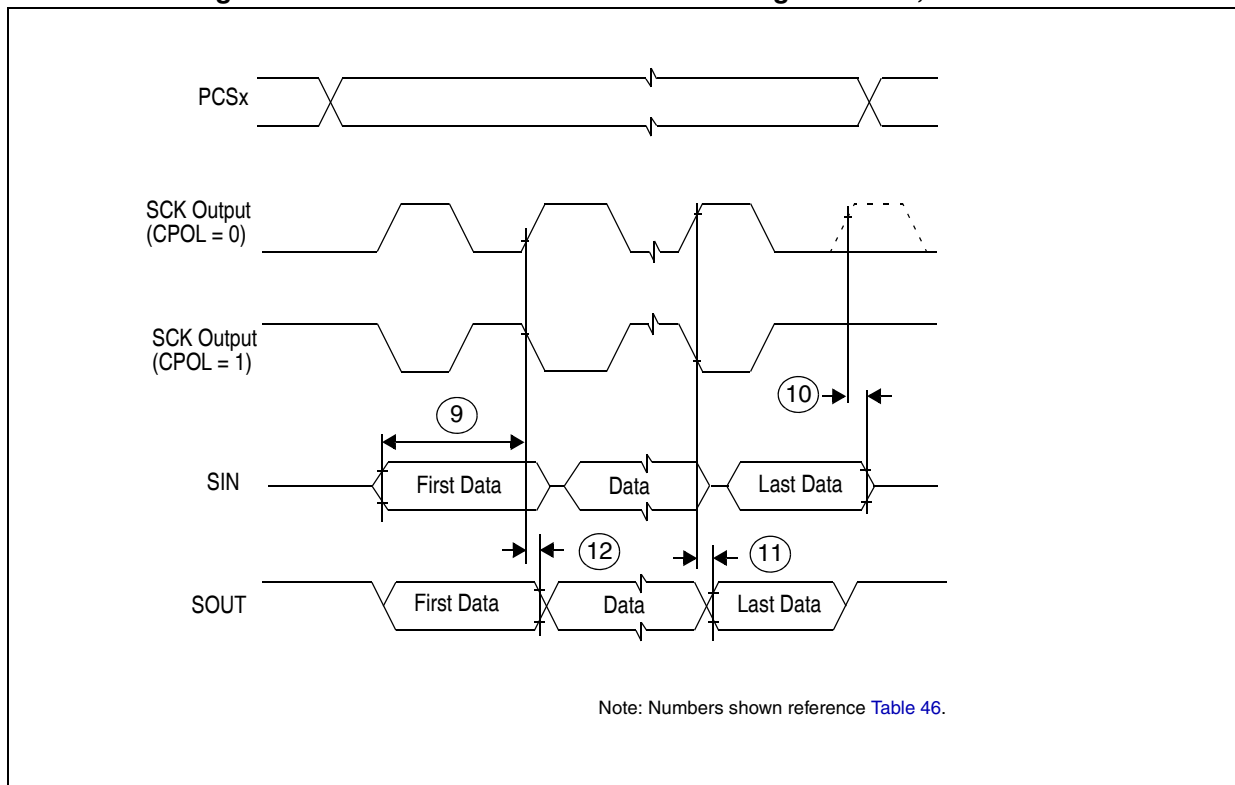 PCSx
SCK Output
(CPOL = 0)
SCK Output
(CPOL = 1)
10
9
SIN
First Data
Data
Last Data
12
11
SOUT
First Data
Data
Last Data
Note: Numbers shown reference Table 46.